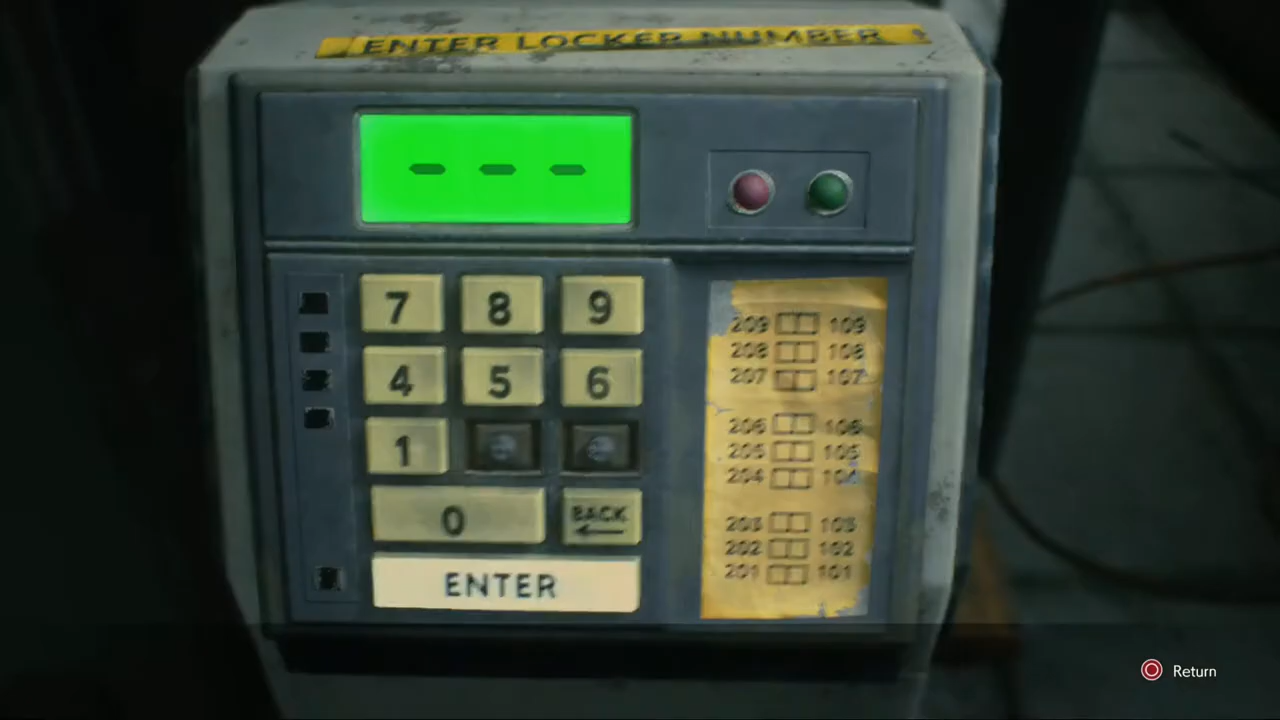 ENTER LOCKER NUMBER
- - -
7 8 9
4 5 6
1
0 BACK
ENTER
209 109
208 108
207 107
206 106
205 105
204 104
203 103
202 102
201 101
Return